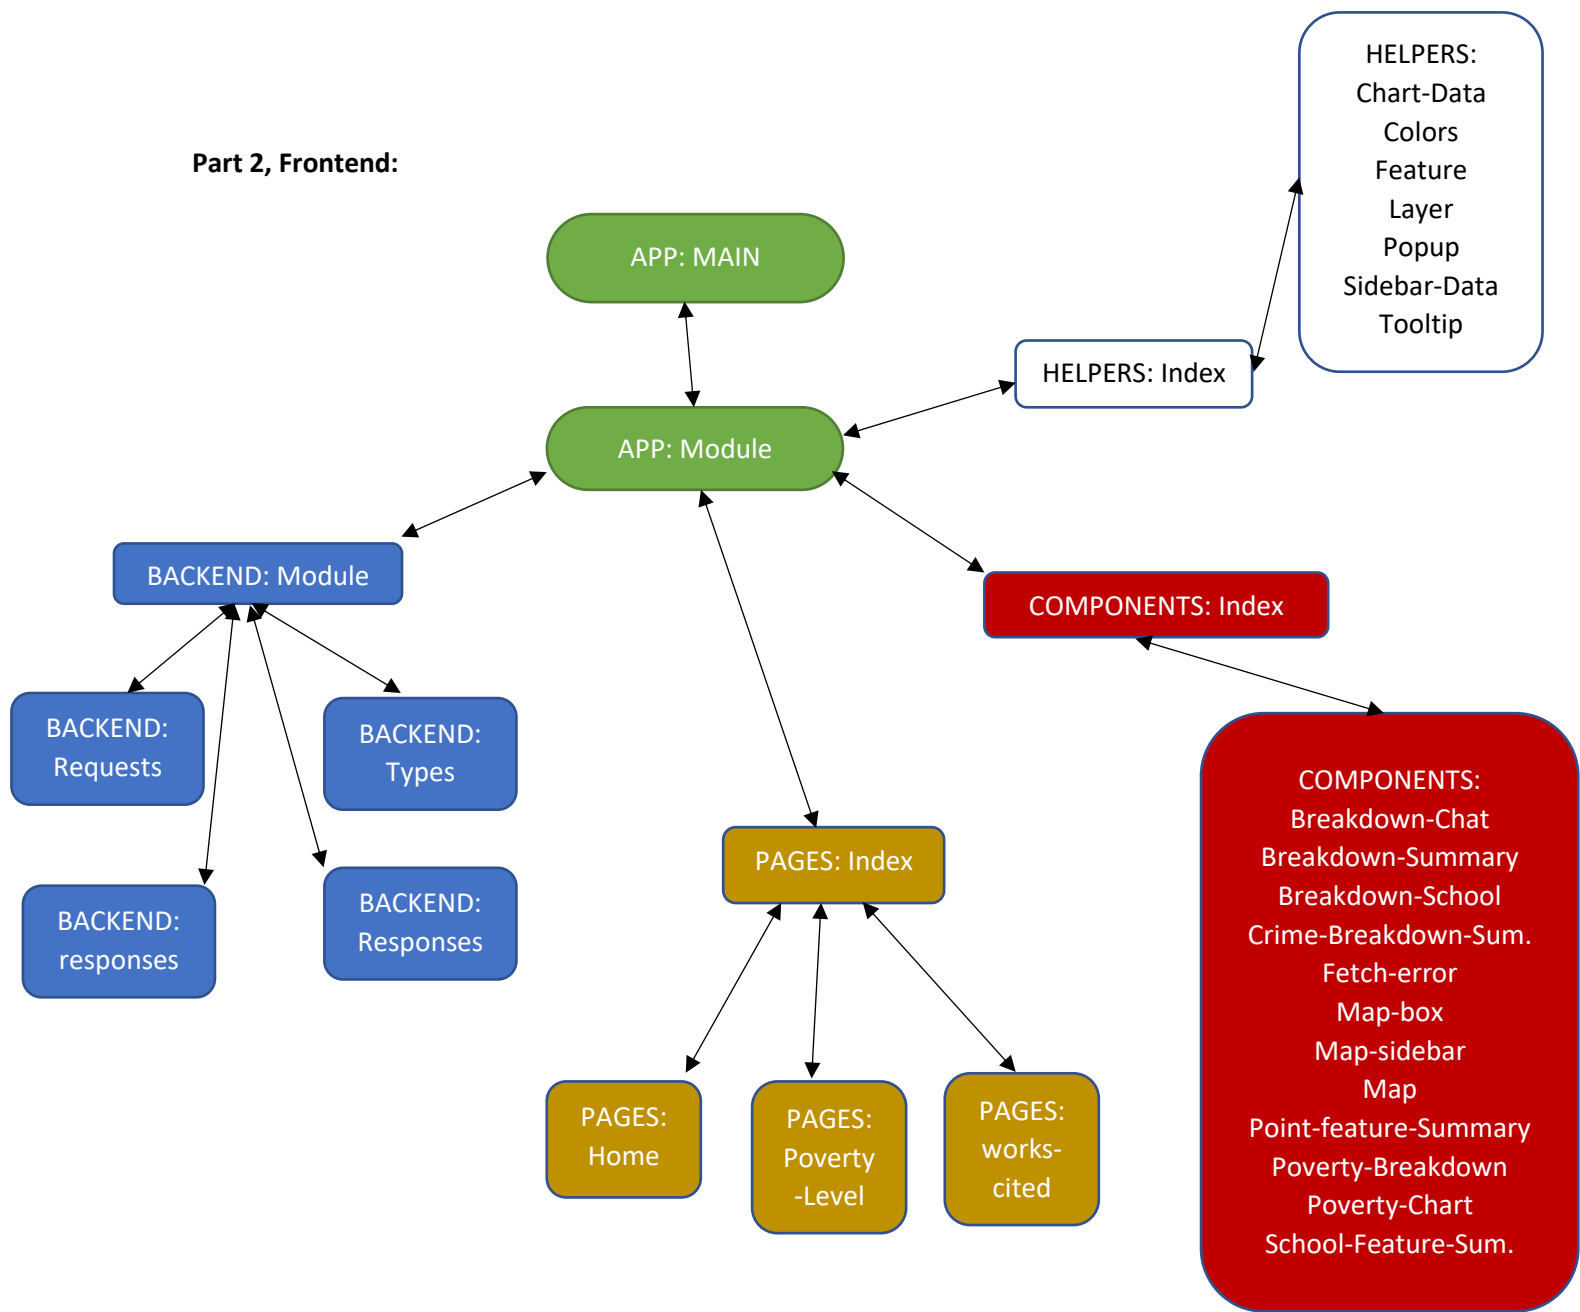 HELPERS:
Chart-Data
Colors
Feature
Layer
Popup
Sidebar-Data
Tooltip
Part 2, Frontend:
APP: MAIN
HELPERS: Index
APP: Module
BACKEND: Module
COMPONENTS: Index
BACKEND:
Requests
BACKEND:
Types
BACKEND:
responses
BACKEND:
Responses
PAGES: Index
COMPONENTS:
Breakdown-Chat
Breakdown-Summary
Breakdown-School
Crime-Breakdown-Sum.
Fetch-error
Map-box
Map-sidebar
Map
Point-feature-Summary
Poverty-Breakdown
Poverty-Chart
School-Feature-Sum.
PAGES:
Home
PAGES:
Poverty
-Level
PAGES:
works-
cited